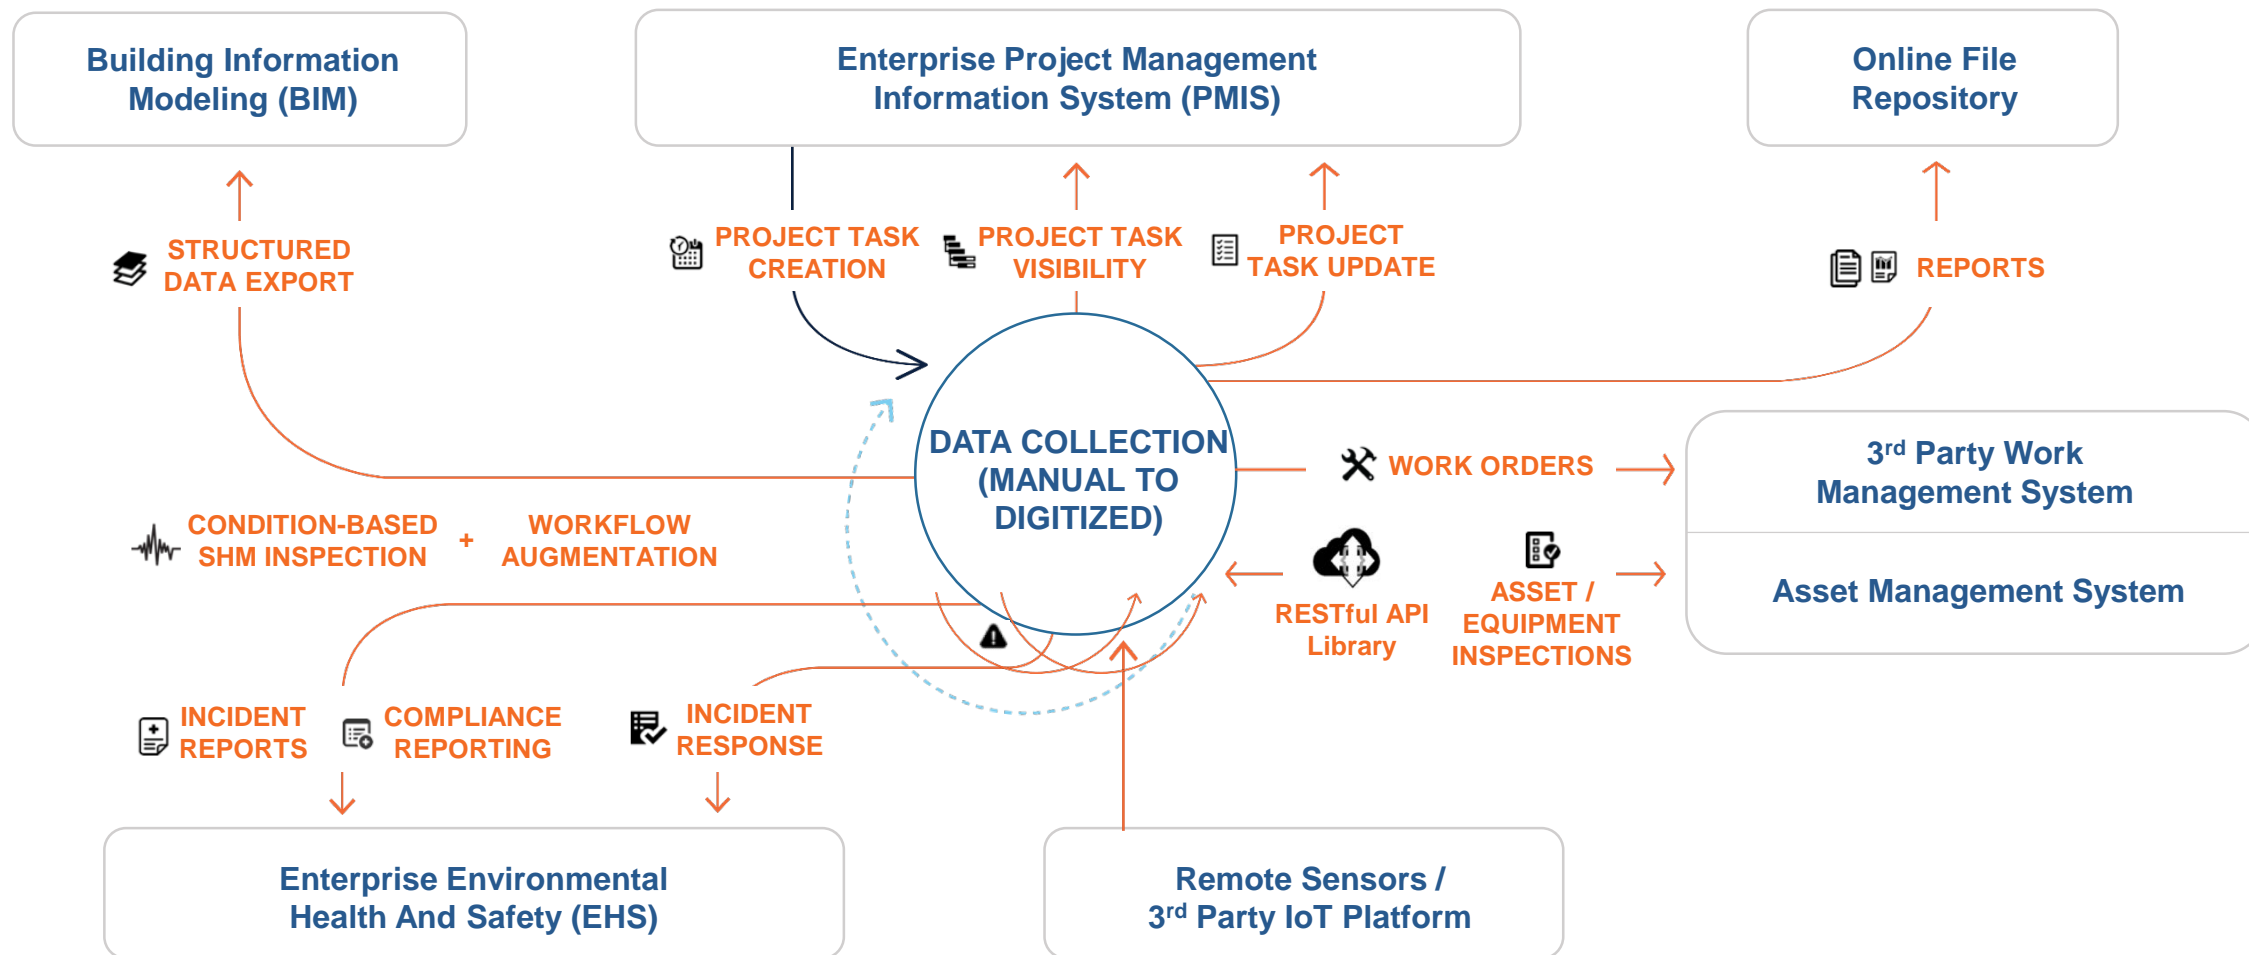 Building Information
Modeling (BIM)
Enterprise Project Management
Information System (PMIS)
Online File
Repository
STRUCTURED
DATA EXPORT
PROJECT TASK
CREATION
PROJECT TASK
VISIBILITY
PROJECT
TASK UPDATE
REPORTS
DATA COLLECTION
(MANUAL TO
DIGITIZED)
WORK ORDERS
3rd Party Work
Management System
CONDITION-BASED
SHM INSPECTION
+
WORKFLOW
AUGMENTATION
RESTful API
Library
ASSET /
EQUIPMENT
INSPECTIONS
Asset Management System
INCIDENT
REPORTS
COMPLIANCE
REPORTING
INCIDENT
RESPONSE
Enterprise Environmental
Health And Safety (EHS)
Remote Sensors /
3rd Party IoT Platform